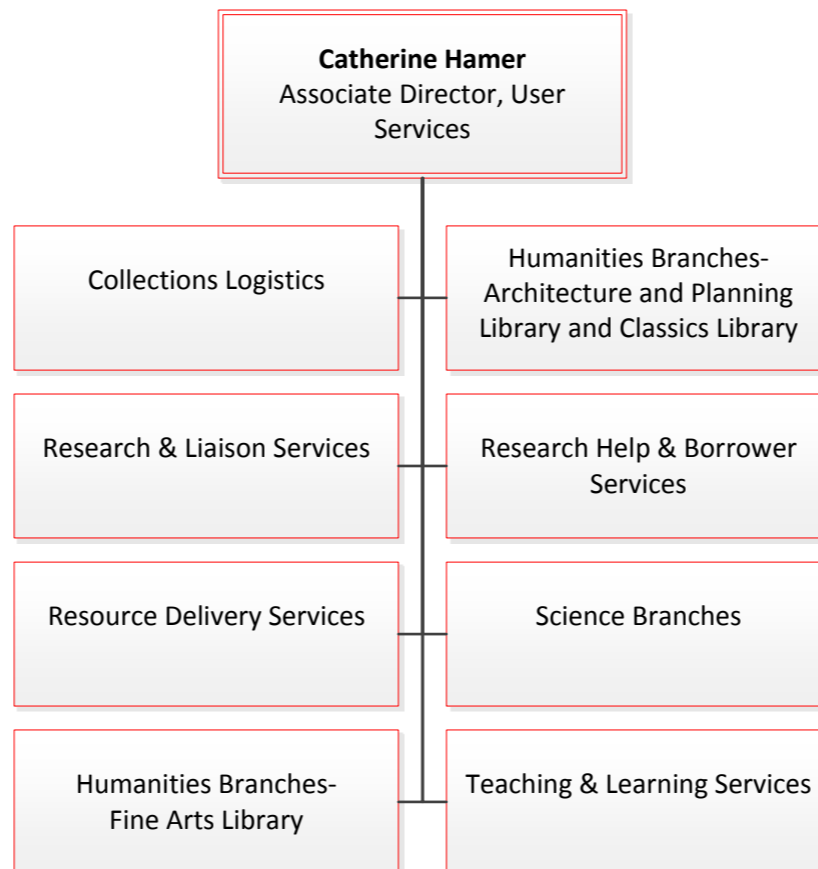 Catherine Hamer
Associate Director, User
Services
Collections Logistics
Humanities Branches-
Architecture and Planning
Library and Classics Library
Research & Liaison Services
Research Help & Borrower
Services
Resource Delivery Services
Science Branches
Humanities Branches-
Fine Arts Library
Teaching & Learning Services